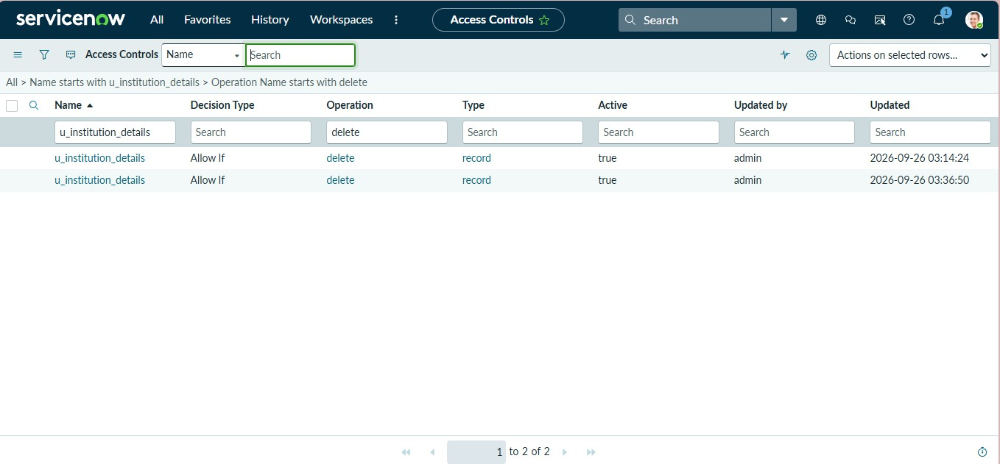 servicenow All Favorites History Workspaces Access Controls Search 1
Access Controls Name Search Actions on selected rows...
All > Name starts with u_institution_details > Operation Name starts with delete
Name Decision Type Operation Type Active Updated by Updated
u_institution_details Search delete Search Search Search Search
u_institution_details Allow If delete record true admin 2026-09-26 03:14:24
u_institution_details Allow If delete record true admin 2026-09-26 03:36:50
1 to 2 of 2